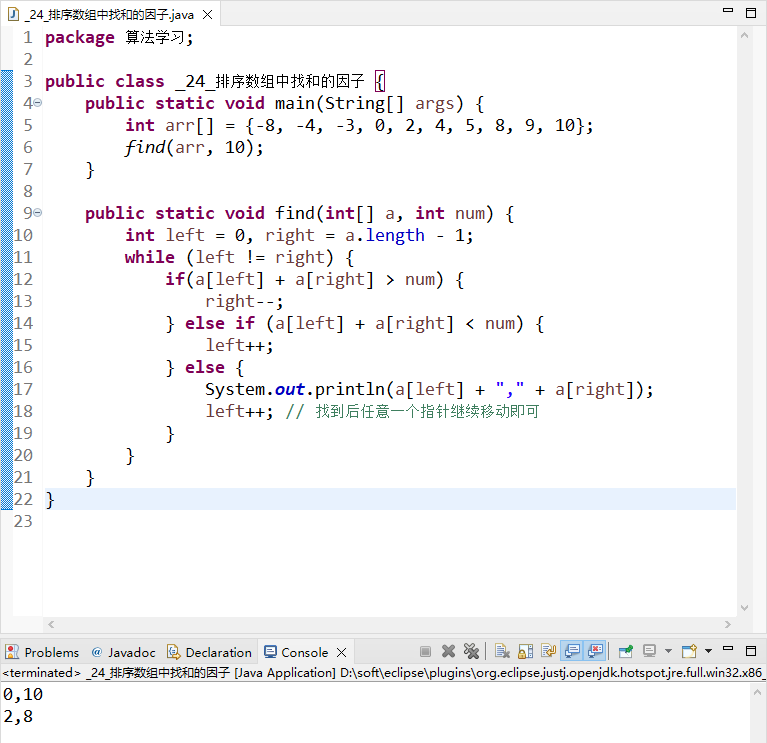 _24_排序数组中找和的因子.java
1 package 算法学习;
2
3 public class _24_排序数组中找和的因子 {
4 public static void main(String[] args) {
5 int arr[] = {-8, -4, -3, 0, 2, 4, 5, 8, 9, 10};
6 find(arr, 10);
7 }
8
9 public static void find(int[] a, int num) {
10 int left = 0, right = a.length - 1;
11 while (left != right) {
12 if(a[left] + a[right] > num) {
13 right--;
14 } else if (a[left] + a[right] < num) {
15 left++;
16 } else {
17 System.out.println(a[left] + "," + a[right]);
18 left++; // 找到后任意一个指针继续移动即可
19 }
20 }
21 }
22 }
23
Problems @ Javadoc Declaration Console
<terminated> _24_排序数组中找和的因子 [Java Application] D:\soft\eclipse\plugins\org.eclipse.justj.openjdk.hotspot.jre.full.win32.x86_
0,10
2,8